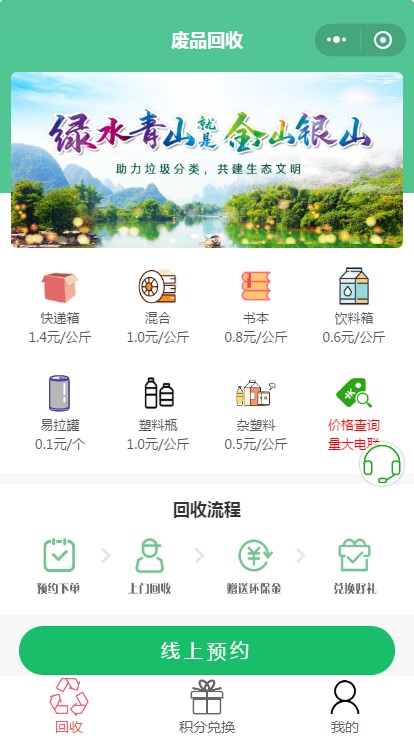 废品回收
绿水青山就是金山银山
助力垃圾分类，共建生态文明
快递箱
混合
书本
饮料箱
1.4元/公斤
1.0元/公斤
0.8元/公斤
0.6元/公斤
易拉罐
塑料瓶
杂塑料
价格查询
0.1元/个
1.0元/公斤
0.5元/公斤
量大电联
回收流程
预约下单
上门回收
赠送环保金
兑换好礼
线上预约
回收
积分兑换
我的